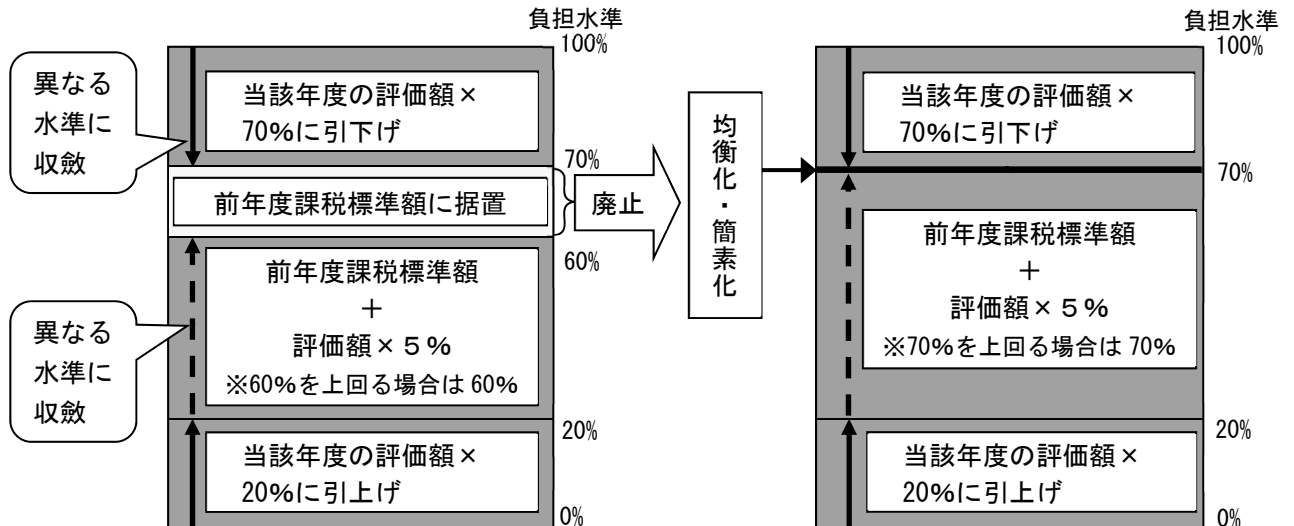 負担水準
100%
異なる
水準に
収斂
当該年度の評価額×
70%に引下げ
70%
前年度課税標準額に据置
廃止
60%
前年度課税標準額
＋
評価額×５%
※60%を上回る場合は 60%
異なる
水準に
収斂
20%
当該年度の評価額×
20%に引上げ
0%
均衡化・簡素化
負担水準
100%
当該年度の評価額×
70%に引下げ
70%
前年度課税標準額
＋
評価額×５%
※70%を上回る場合は 70%
20%
当該年度の評価額×
20%に引上げ
0%